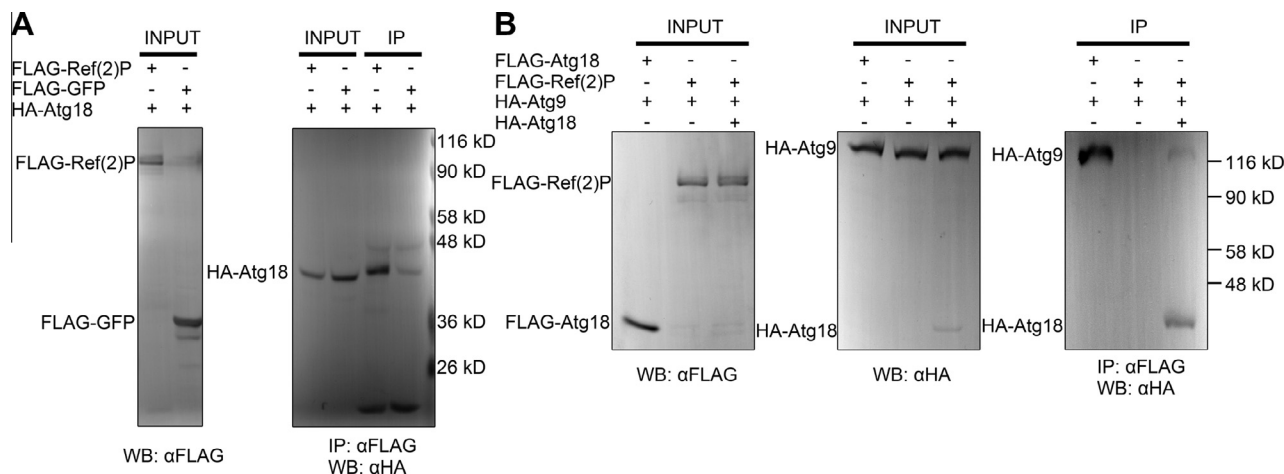 A
INPUT
FLAG-Ref(2)P + -
FLAG-GFP - +
HA-Atg18 + +
FLAG-Ref(2)P
FLAG-GFP
WB: αFLAG
INPUT IP
+ - + -
- + - +
+ + + +
116 kD
90 kD
58 kD
48 kD
HA-Atg18
36 kD
26 kD
IP: αFLAG
WB: αHA
B
INPUT
FLAG-Atg18 + - -
FLAG-Ref(2)P - + +
HA-Atg9 + + +
HA-Atg18 - - +
FLAG-Ref(2)P
FLAG-Atg18
WB: αFLAG
INPUT
+ - -
- + +
+ + +
- - +
HA-Atg9
HA-Atg18
WB: αHA
IP
+ - -
- + +
+ + +
- - +
HA-Atg9
116 kD
90 kD
58 kD
48 kD
HA-Atg18
IP: αFLAG
WB: αHA